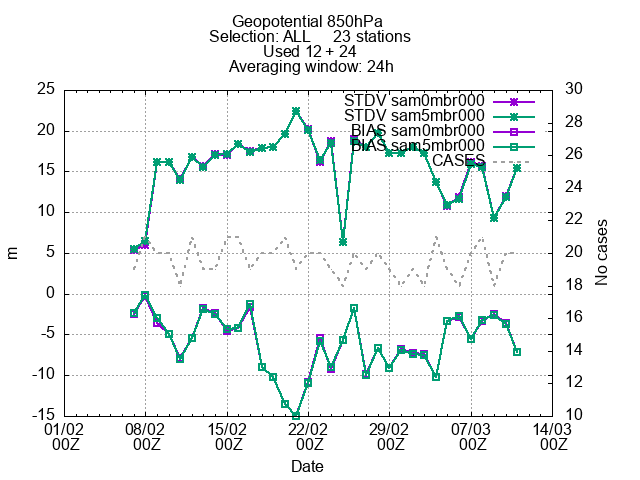 Geopotential 850hPa
Selection: ALL 23 stations
Used 12 + 24
Averaging window: 24h
STDV sam0mbr000
STDV sam5mbr000
BIAS sam0mbr000
BIAS sam5mbr000
CASES
25
20
15
10
5
0
-5
-10
-15
m
30
28
26
24
22
20
18
16
14
12
10
No cases
01/02 08/02 15/02 22/02 29/02 07/03 14/03
00Z 00Z 00Z 00Z 00Z 00Z 00Z
Date